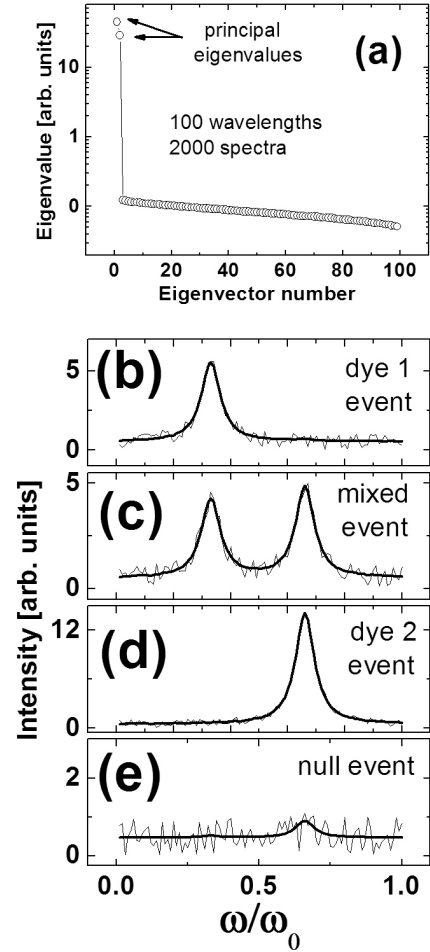 principal
eigenvalues
(a)
100 wavelengths
2000 spectra
Eigenvalue [arb. units]
10
1
0
0 20 40 60 80 100
Eigenvector number
(b)
dye 1
event
5
0
(c)
mixed
event
5
0
(d)
dye 2
event
12
0
(e)
null event
2
0
Intensity [arb. units]
0.0 0.5 1.0
ω/ω0